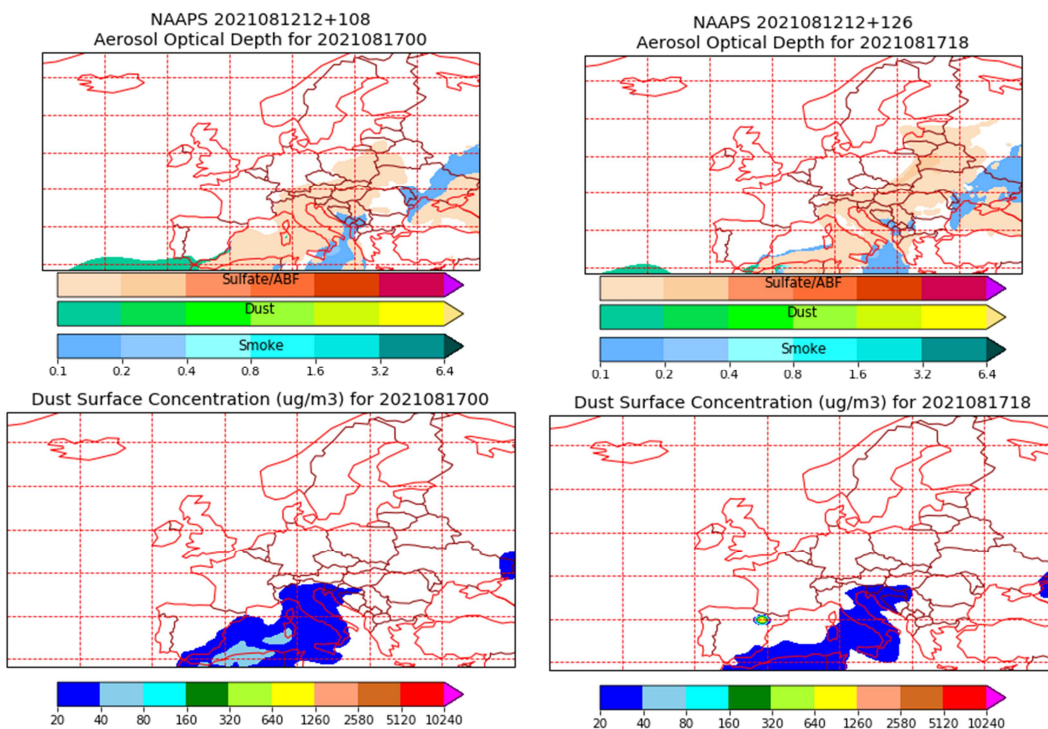 NAAPS 2021081212+108
Aerosol Optical Depth for 2021081700
Sulfate/ABF
Dust
Smoke
0.1 0.2 0.4 0.8 1.6 3.2 6.4
NAAPS 2021081212+126
Aerosol Optical Depth for 2021081718
Sulfate/ABF
Dust
Smoke
0.1 0.2 0.4 0.8 1.6 3.2 6.4
Dust Surface Concentration (ug/m3) for 2021081700
20 40 80 160 320 640 1260 2580 5120 10240
Dust Surface Concentration (ug/m3) for 2021081718
20 40 80 160 320 640 1260 2580 5120 10240